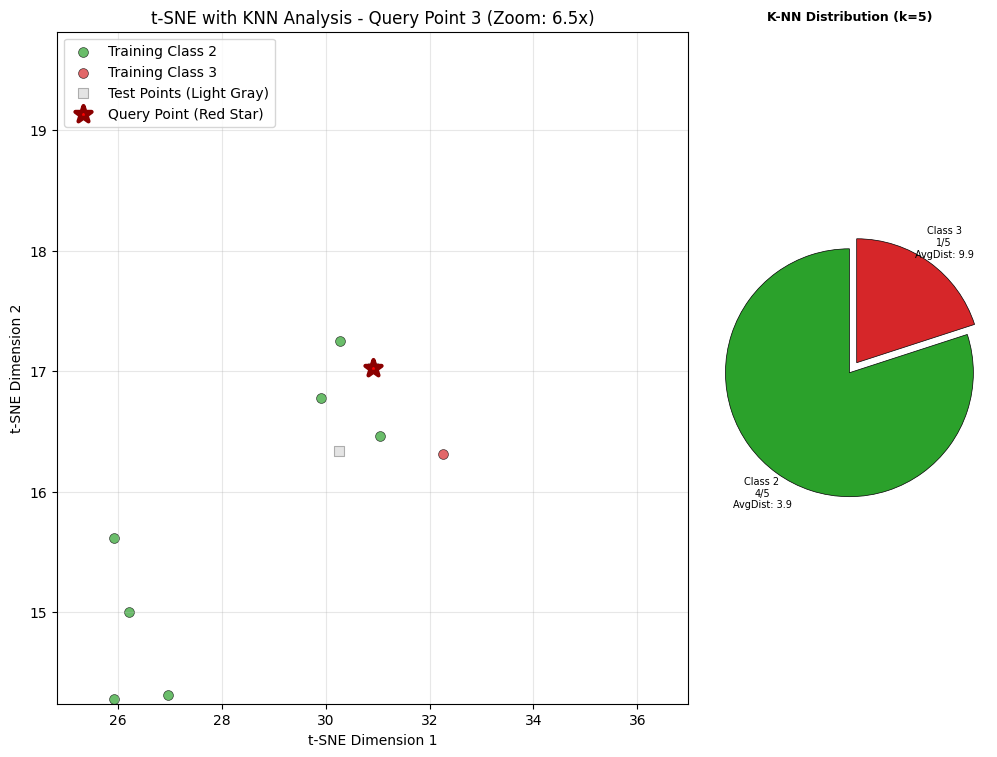 t-SNE with KNN Analysis - Query Point 3 (Zoom: 6.5x)
Training Class 2
Training Class 3
Test Points (Light Gray)
Query Point (Red Star)
19
18
17
16
15
26
28
30
32
34
36
t-SNE Dimension 1
t-SNE Dimension 2
K-NN Distribution (k=5)
Class 3
1/5
AvgDist: 9.9
Class 2
4/5
AvgDist: 3.9